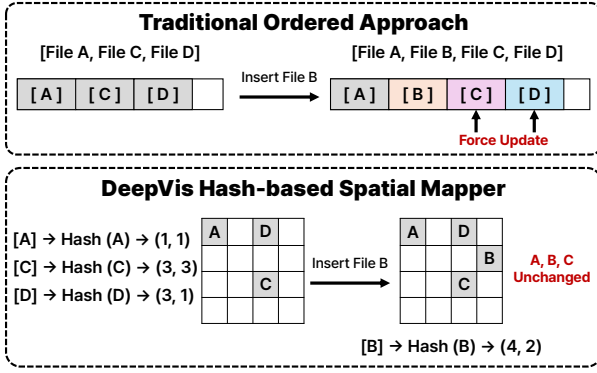 Traditional Ordered Approach
[File A, File C, File D]
[File A, File B, File C, File D]
[ A ] [ C ] [ D ]
Insert File B
[ A ] [ B ] [ C ] [ D ]
Force Update
DeepVis Hash-based Spatial Mapper
[A] → Hash (A) → (1, 1)
[C] → Hash (C) → (3, 3)
[D] → Hash (D) → (3, 1)
A D
C
Insert File B
A D
B
C
A, B, C
Unchanged
[B] → Hash (B) → (4, 2)